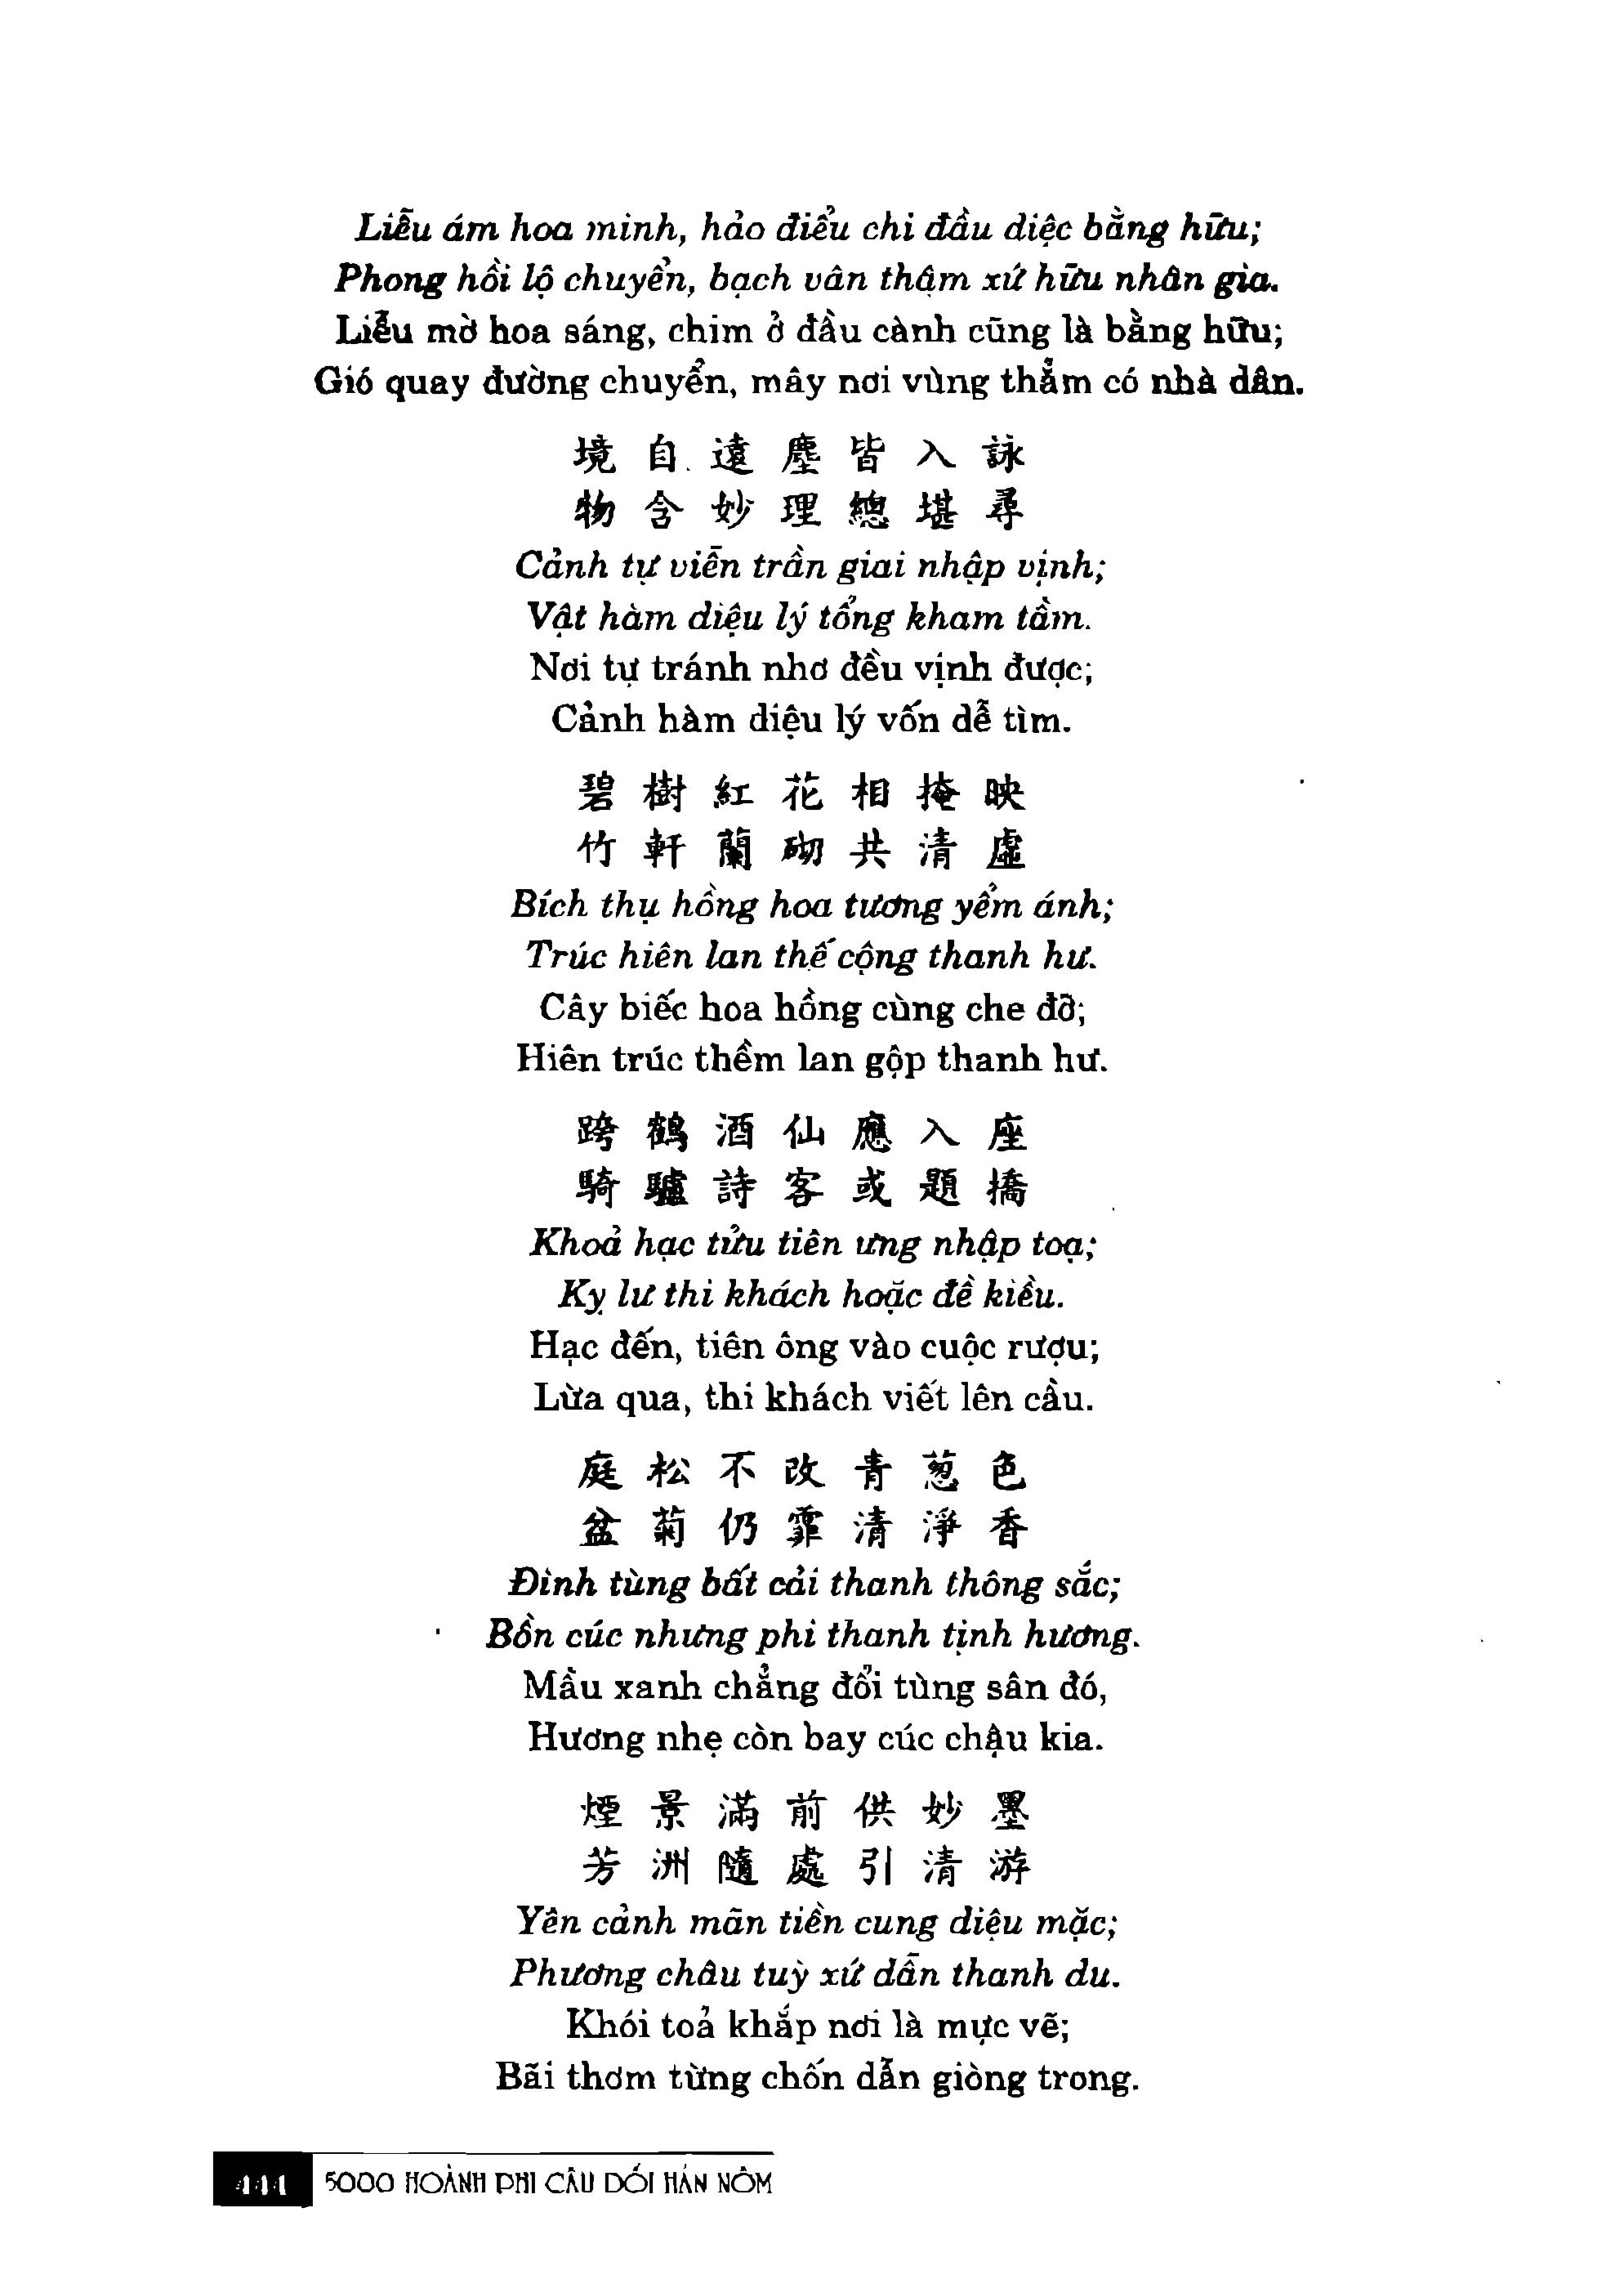 Liễu ám hoa minh, hảo điểu chi đầu diệc bằng hữu;
Phong hồi lộ chuyển, bạch vân thậm xứ hữu nhân gia.
Liễu mờ hoa sáng, chim ở đầu cành cũng là bằng hữu;
Gió quay đường chuyển, mây nơi vùng thẳm có nhà dân.
境自遠塵皆入詠
物含妙理總堪尋
Cảnh tự viễn trần giai nhập vịnh;
Vật hàm diệu lý tổng kham tầm.
Nơi tự tránh nhơ đều vịnh được;
Cảnh hàm diệu lý vốn dễ tìm.
碧樹紅花相掩映
竹軒蘭砌共清虛
Bích thụ hồng hoa tương yểm ánh;
Trúc hiên lan thế cộng thanh hư.
Cây biếc hoa hồng cùng che đỡ;
Hiên trúc thềm lan gộp thanh hư.
跨鶴酒仙應入座
騎驢詩客或題橋
Khoả hạc tửu tiên ưng nhập toạ;
Kỵ lư thi khách hoặc đề kiều.
Hạc đến, tiên ông vào cuộc rượu;
Lừa qua, thi khách viết lên cầu.
庭松不改青葱色
盆菊仍霏清淨香
Đình tùng bất cải thanh thông sắc;
Bồn cúc nhưng phi thanh tịnh hương.
Mầu xanh chẳng đổi tùng sân đó,
Hương nhẹ còn bay cúc chậu kia.
煙景滿前供妙墨
芳洲隨處引清游
Yên cảnh mãn tiền cung diệu mặc;
Phương châu tuỳ xứ dẫn thanh du.
Khói toả khắp nơi là mực vẽ;
Bãi thơm từng chốn dẫn giòng trong.
444 5000 HOÀNH PHI CÂU ĐỐI HÁN NÔM